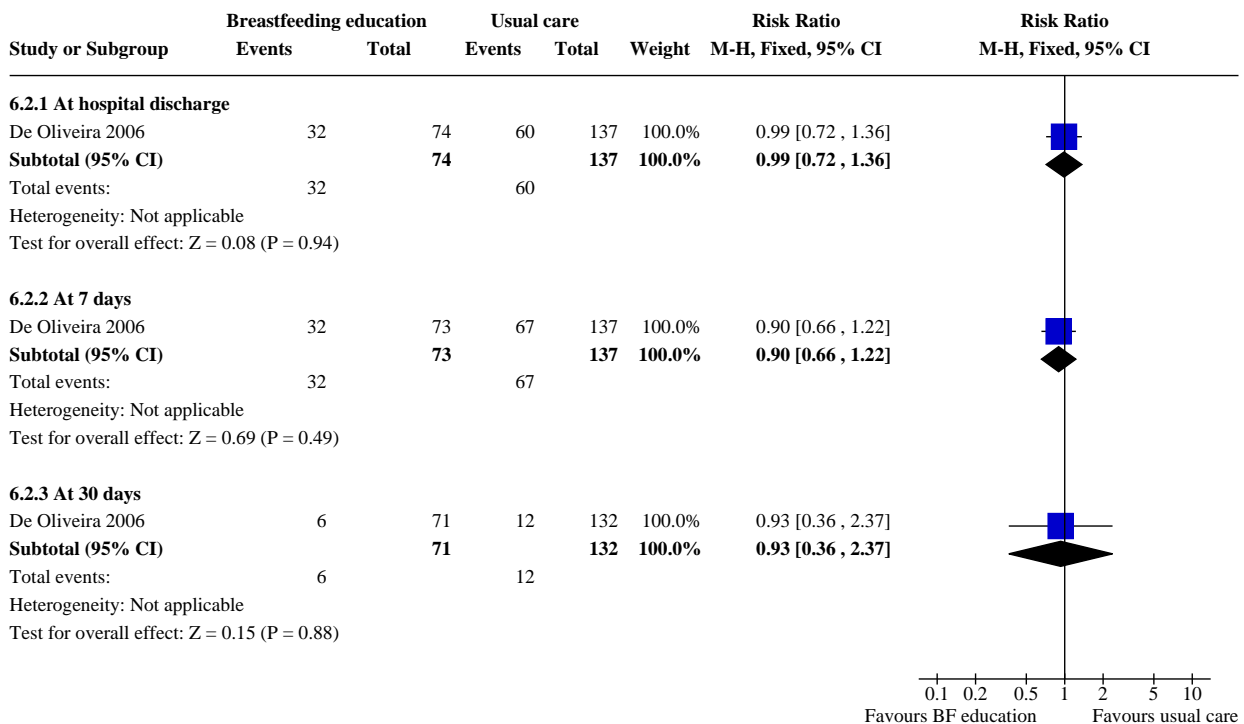 Breastfeeding education Usual care Risk Ratio Risk Ratio
Study or Subgroup Events Total Events Total Weight M-H, Fixed, 95% CI M-H, Fixed, 95% CI
6.2.1 At hospital discharge
De Oliveira 2006 32 74 60 137 100.0% 0.99 [0.72 , 1.36]
Subtotal (95% CI) 74 137 100.0% 0.99 [0.72 , 1.36]
Total events: 32 60
Heterogeneity: Not applicable
Test for overall effect: Z = 0.08 (P = 0.94)
6.2.2 At 7 days
De Oliveira 2006 32 73 67 137 100.0% 0.90 [0.66 , 1.22]
Subtotal (95% CI) 73 137 100.0% 0.90 [0.66 , 1.22]
Total events: 32 67
Heterogeneity: Not applicable
Test for overall effect: Z = 0.69 (P = 0.49)
6.2.3 At 30 days
De Oliveira 2006 6 71 12 132 100.0% 0.93 [0.36 , 2.37]
Subtotal (95% CI) 71 132 100.0% 0.93 [0.36 , 2.37]
Total events: 6 12
Heterogeneity: Not applicable
Test for overall effect: Z = 0.15 (P = 0.88)
0.1 0.2 0.5 1 2 5 10
Favours BF education Favours usual care